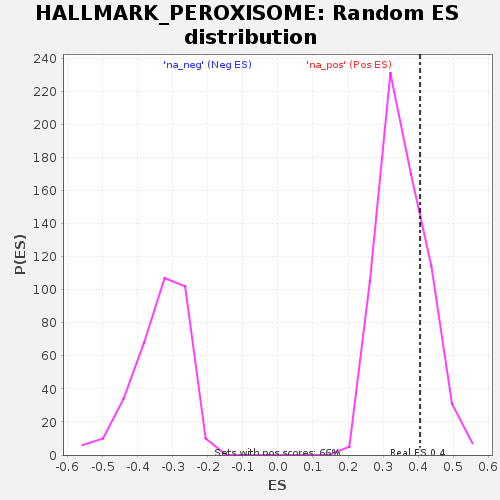 HALLMARK_PEROXISOME: Random ES
distribution
'na_neg' (Neg ES)
'na_pos' (Pos ES)
240
220
200
180
160
140
120
100
80
60
40
20
0
P(ES)
Sets with pos scores: 66%
Real ES 0.4
-0.6 -0.5 -0.4 -0.3 -0.2 -0.1 0.0 0.1 0.2 0.3 0.4 0.5 0.6
ES